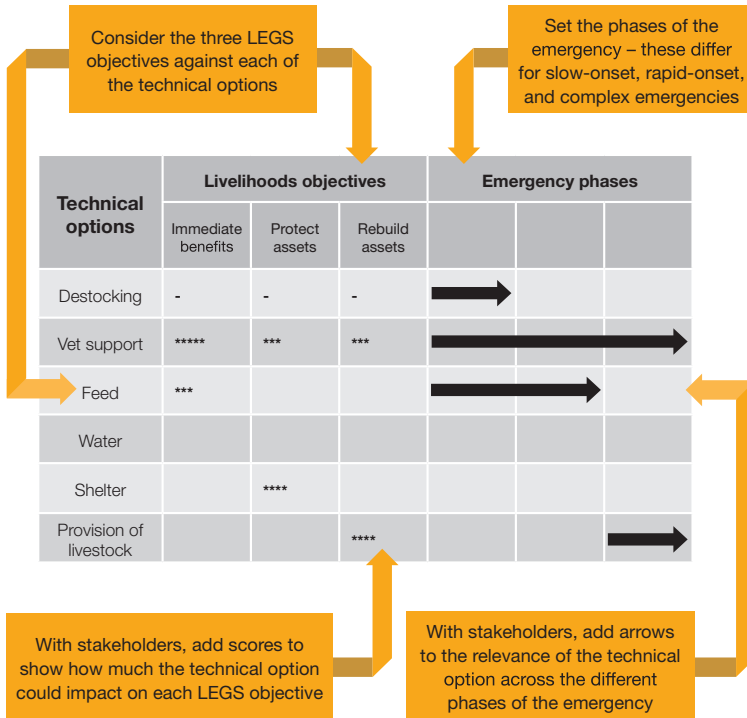 Consider the three LEGS
objectives against each of
the technical options
Set the phases of the
emergency – these differ
for slow-onset, rapid-onset,
and complex emergencies
Technical
options
Livelihoods objectives
Emergency phases
Immediate
benefits
Protect
assets
Rebuild
assets
Destocking - - -
Vet support ***** *** ***
Feed ***
Water
Shelter ****
Provision of
livestock
****
With stakeholders, add scores to
show how much the technical option
could impact on each LEGS objective
With stakeholders, add arrows
to the relevance of the technical
option across the different
phases of the emergency